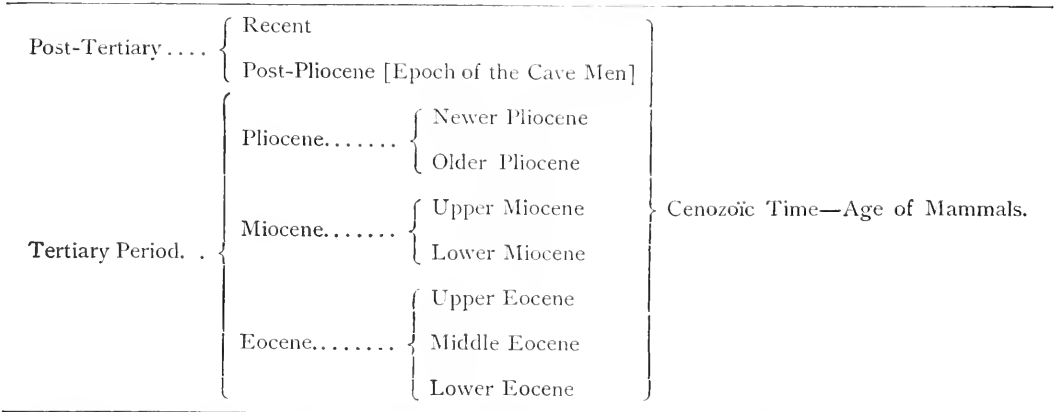 Recent
Post-Tertiary ....
Post-Pliocene [Epoch of the Cave Men]
Newer Pliocene
Pliocene.......
Older Pliocene
Upper Miocene
Cenozoïc Time—Age of Mammals.
Miocene.......
Tertiary Period. .
Lower Miocene
Upper Eocene
Eocene........ Middle Eocene
Lower Eocene